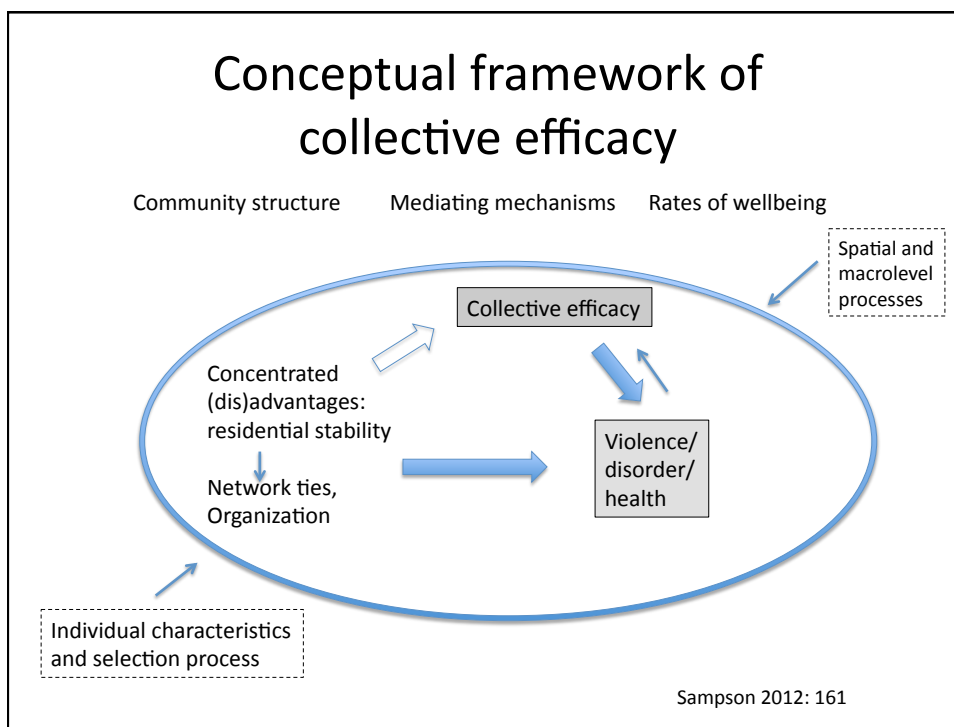 Conceptual framework of
collective efficacy
Community structure
Mediating mechanisms
Rates of wellbeing
Spatial and
macrolevel
processes
Collective efficacy
Concentrated
(dis)advantages:
residential stability
Network ties,
Organization
Violence/
disorder/
health
Individual characteristics
and selection process
Sampson 2012: 161